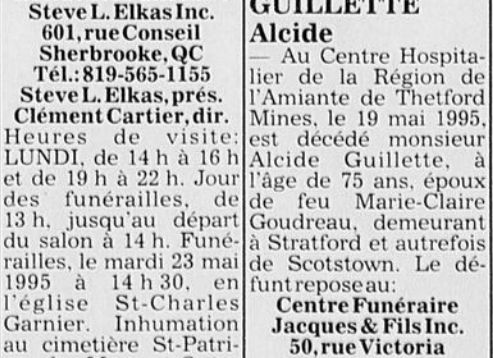 Steve L. Elkas Inc.
601, rue Conseil
Sherbrooke, QC
Tél.: 819-565-1155
Steve L. Elkas, prés.
Clément Cartier, dir.
Heures de visite:
LUNDI, de 14 h à 16 h
et de 19 h à 22 h. Jour
des funérailles, de
13 h, jusqu'au départ
du salon à 14 h. Funé-
railles, le mardi 23 mai
1995 à 14 h 30, en
l'église St-Charles
Garnier. Inhumation
au cimetière St-Patri-
GUILLETTE
Alcide
— Au Centre Hospita-
lier de la Région de
l'Amiante de Thetford
Mines, le 19 mai 1995,
est décédé monsieur
Alcide Guillette, à
l'âge de 75 ans, époux
de feu Marie-Claire
Goudreau, demeurant
à Stratford et autrefois
de Scotstown. Le dé-
funt repose au:
Centre Funéraire
Jacques & Fils Inc.
50, rue Victoria